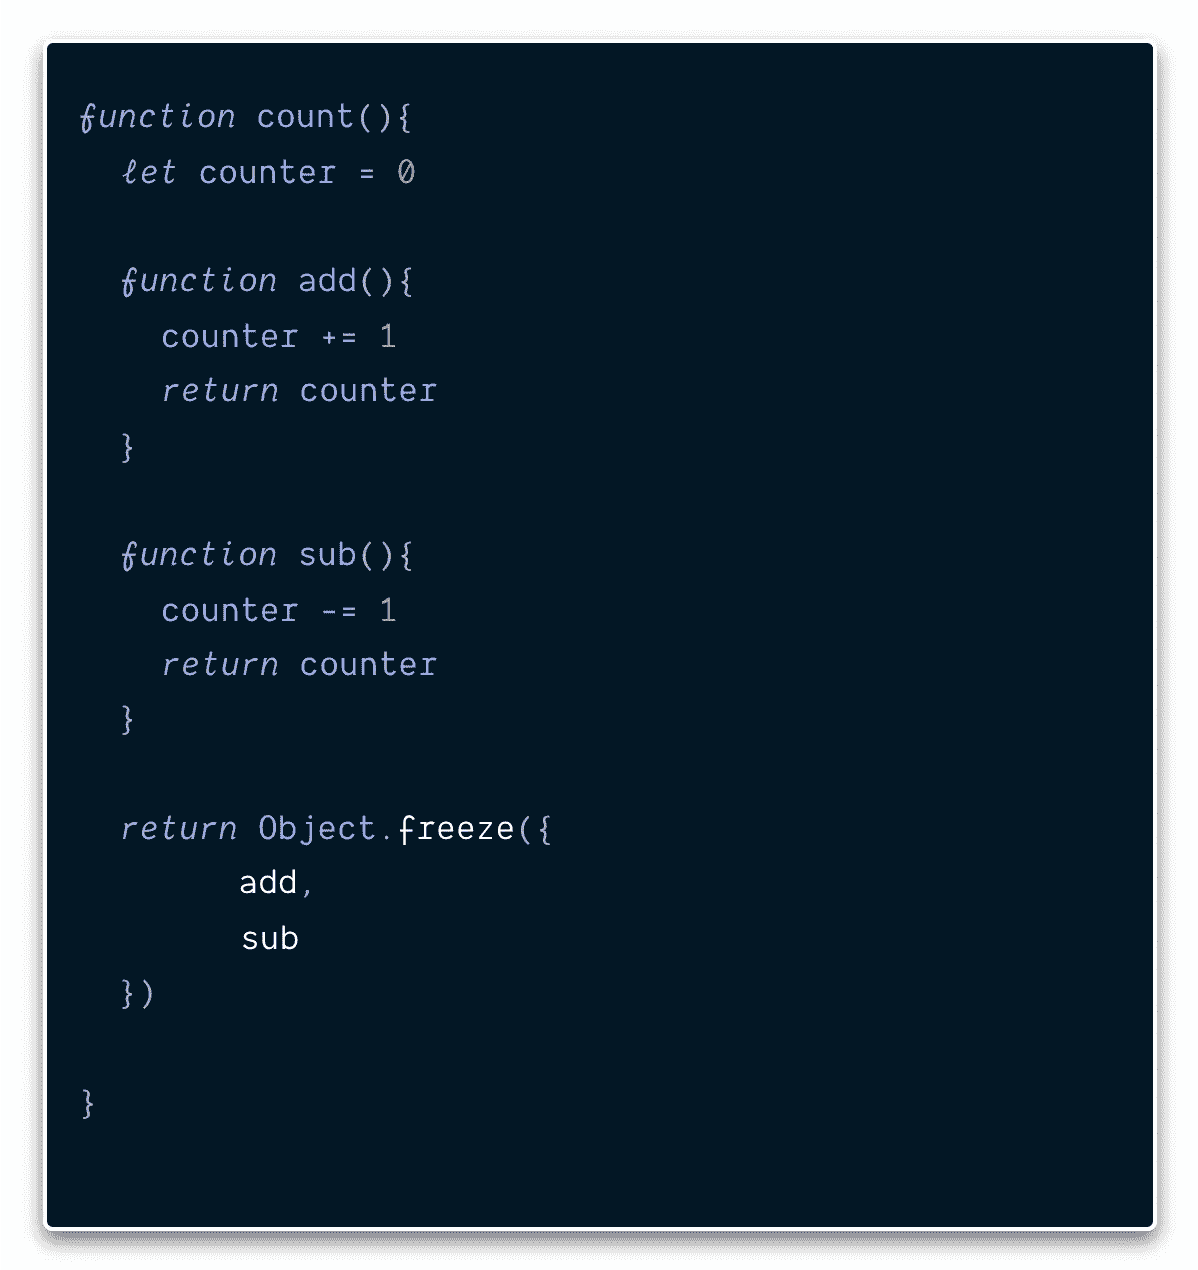 function count(){
let counter = 0
function add(){
counter += 1
return counter
}
function sub(){
counter -= 1
return counter
}
return Object.freeze({
add,
sub
})
}